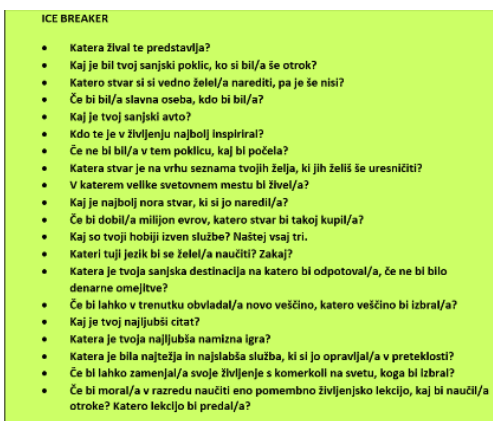 ICE BREAKER
• Katera žival te predstavlja?
• Kaj je bil tvoj sanjski poklic, ko si bil/a še otrok?
• Katero stvar si si vedno želel/a narediti, pa je še nisi?
• Če bi bil/a slavna oseba, kdo bi bil/a?
• Kaj je tvoj sanjski avto?
• Kdo te je v življenju najbolj inspiriral?
• Če ne bi bil/a v tem poklicu, kaj bi počela?
• Katera stvar je na vrhu seznama tvojih želja, ki jih želiš še uresničiti?
• V katerem velike svetovnem mestu bi živel/a?
• Kaj je najbolj nora stvar, ki si jo naredil/a?
• Če bi dobil/a milijon evrov, katero stvar bi takoj kupil/a?
• Kaj so tvoji hobiji izven službe? Naštej vsaj tri.
• Kateri tuji jezik bi se želel/a naučiti? Zakaj?
• Katera je tvoja sanjska destinacija na katero bi odpotoval/a, če ne bi bilo
denarne omejitve?
• Če bi lahko v trenutku obvladal/a novo veščino, katero veščino bi izbral/a?
• Kaj je tvoj najljubši citat?
• Katera je tvoja najljubša namizna igra?
• Katera je bila najtežja in najslabša služba, ki si jo opravljal/a v preteklosti?
• Če bi lahko zamenjal/a svoje življenje s komerkoli na svetu, koga bi izbral?
• Če bi moral/a v razredu naučiti eno pomembno življenjsko lekcijo, kaj bi naučil/a
otroke? Katero lekcijo bi predal/a?